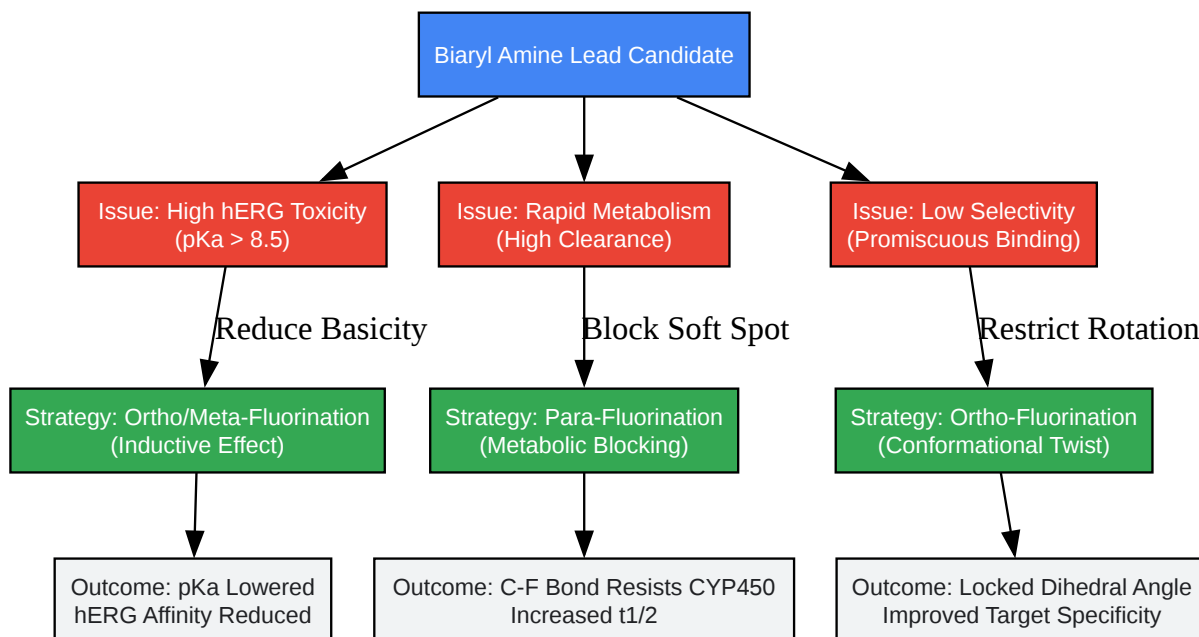 Biaryl Amine Lead Candidate
Issue: High hERG Toxicity
(pKa > 8.5)
Issue: Rapid Metabolism
(High Clearance)
Issue: Low Selectivity
(Promiscuous Binding)
Reduce Basicity
Block Soft Spot
Restrict Rotation
Strategy: Ortho/Meta-Fluorination
(Inductive Effect)
Strategy: Para-Fluorination
(Metabolic Blocking)
Strategy: Ortho-Fluorination
(Conformational Twist)
Outcome: pKa Lowered
hERG Affinity Reduced
Outcome: C-F Bond Resists CYP450
Increased t1/2
Outcome: Locked Dihedral Angle
Improved Target Specificity